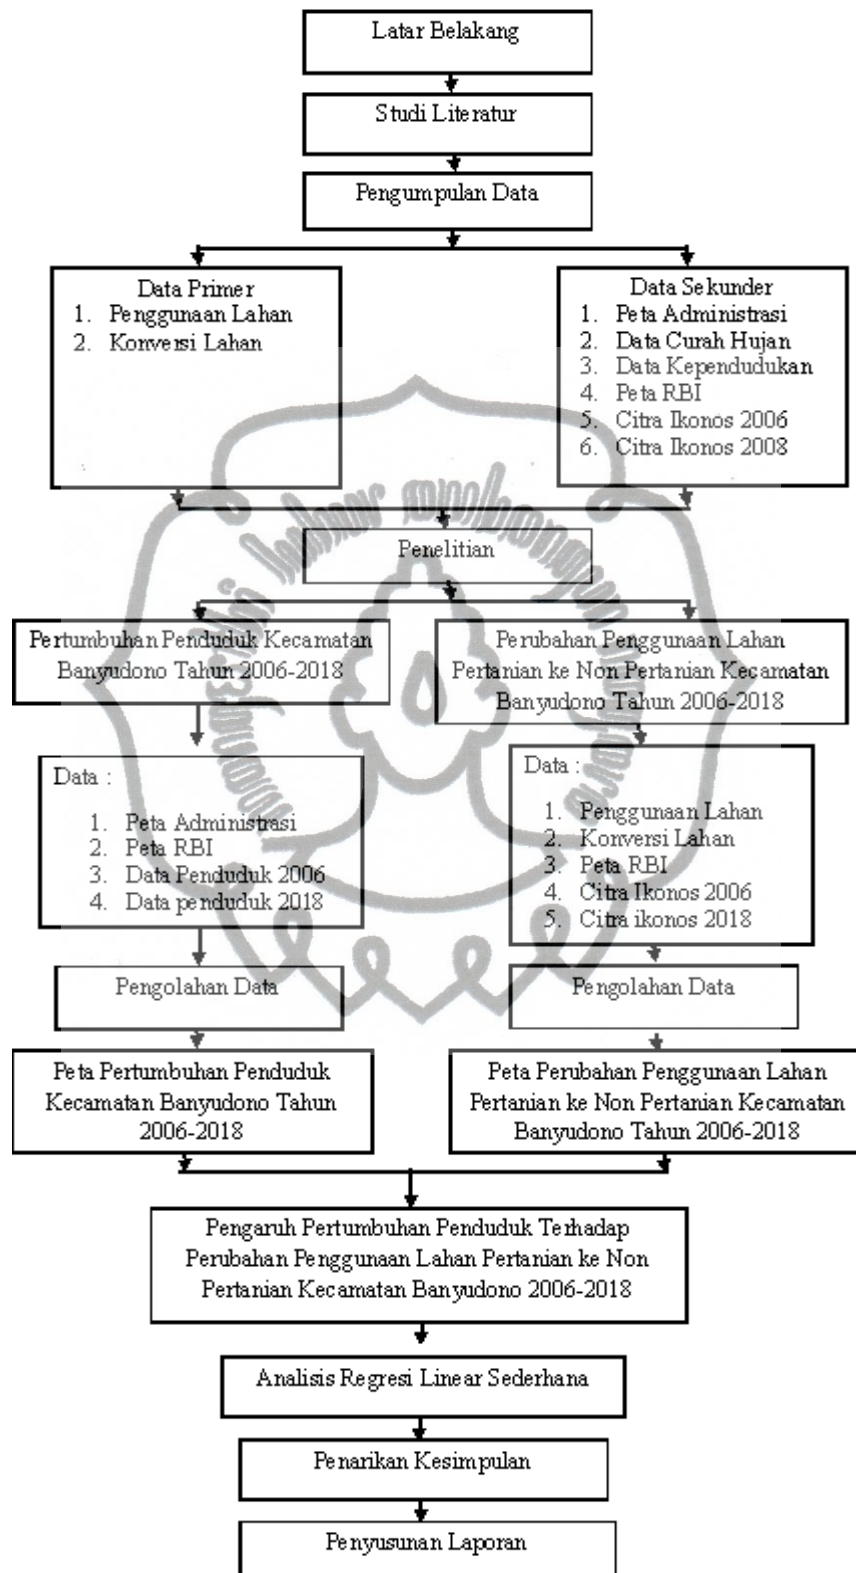 Latar Belakang
Studi Literatur
Pengumpulan Data
Data Primer
1. Penggunaan Lahan
2. Konversi Lahan
Data Sekunder
1. Peta Administrasi
2. Data Curah Hujan
3. Data Kependudukan
4. Peta RBI
5. Citra Ikonos 2006
6. Citra Ikonos 2008
Penelitian
Pertumbuhan Penduduk Kecamatan
Banyudono Tahun 2006-2018
Perubahan Penggunaan Lahan
Pertanian ke Non Pertanian Kecamatan
Banyudono Tahun 2006-2018
Data :
1. Peta Administrasi
2. Peta RBI
3. Data Penduduk 2006
4. Data penduduk 2018
Data :
1. Penggunaan Lahan
2. Konversi Lahan
3. Peta RBI
4. Citra Ikonos 2006
5. Citra ikonos 2018
Pengolahan Data
Pengolahan Data
Peta Pertumbuhan Penduduk
Kecamatan Banyudono Tahun
2006-2018
Peta Perubahan Penggunaan Lahan
Pertanian ke Non Pertanian Kecamatan
Banyudono Tahun 2006-2018
Pengaruh Pertumbuhan Penduduk Terhadap
Perubahan Penggunaan Lahan Pertanian ke Non
Pertanian Kecamatan Banyudono 2006-2018
Analisis Regresi Linear Sederhana
Penarikan Kesimpulan
Penyusunan Laporan